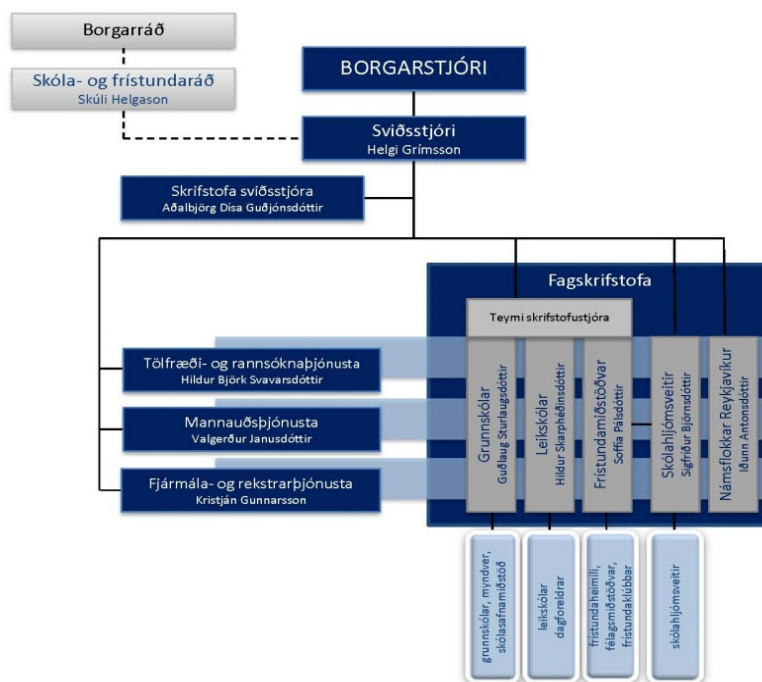 Borgarráð
Skóla- og frístundaráð
Skúli Helgason
BORGARSTJÓRI
Sviðsstjóri
Helgi Grímsson
Skrifstofa sviðsstjóra
Aðalbjörg Dísa Guðjónsdóttir
Fagskrifstofa
Teymi skrifstofustjóra
Tölfræði- og rannsóknaþjónusta
Hildur Björk Svavarsdóttir
Mannauðsþjónusta
Valgerður Janusdóttir
Fjármála- og rekstrarþjónusta
Kristján Gunnarsson
Grunnskólar
Guðlaug Sturlaugsdóttir
Leikskólar
Hildur Skarphéðinsdóttir
Frístundamiðstöðvar
Soffía Pálsdóttir
Skólahljómsveitir
Sigfríður Björnsdóttir
Námsflokkar Reykjavíkur
Iðunn Antonsdóttir
grunnskólar, myndver,
skólasafnamiðstöð
leikskólar
dagforeldrar
frístundaheimili,
félagsmiðstöðvar,
frístundaklúbbar
skólahljómsveitir